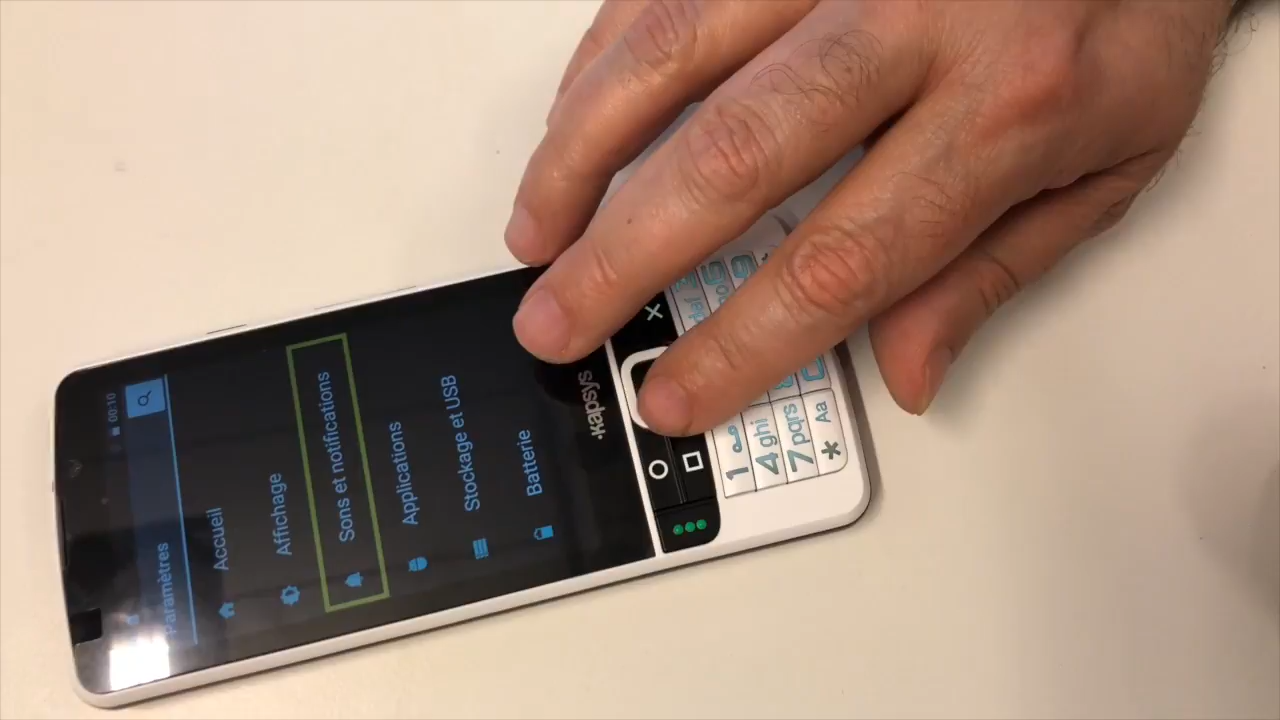 00:10
Paramètres
Accueil
Affichage
Sons et notifications
Applications
Stockage et USB
Batterie
kapsys
1
4 ghi
7 pqrs
* Aa